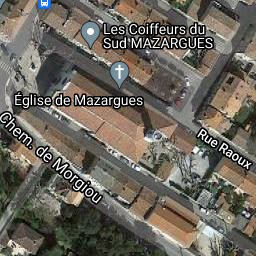 Les Coiffeurs du
Sud MAZARGUES
Église de Mazargues
Rue Raoux
Chem. de Morgiou